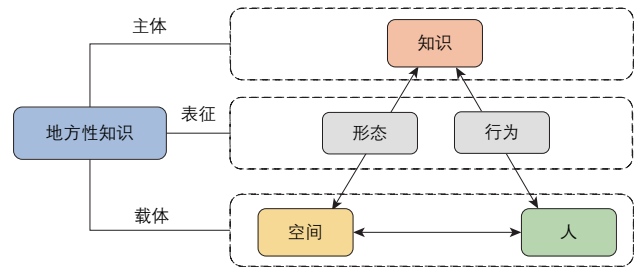 主体
知识
地方性知识
表征
形态
行为
载体
空间
人